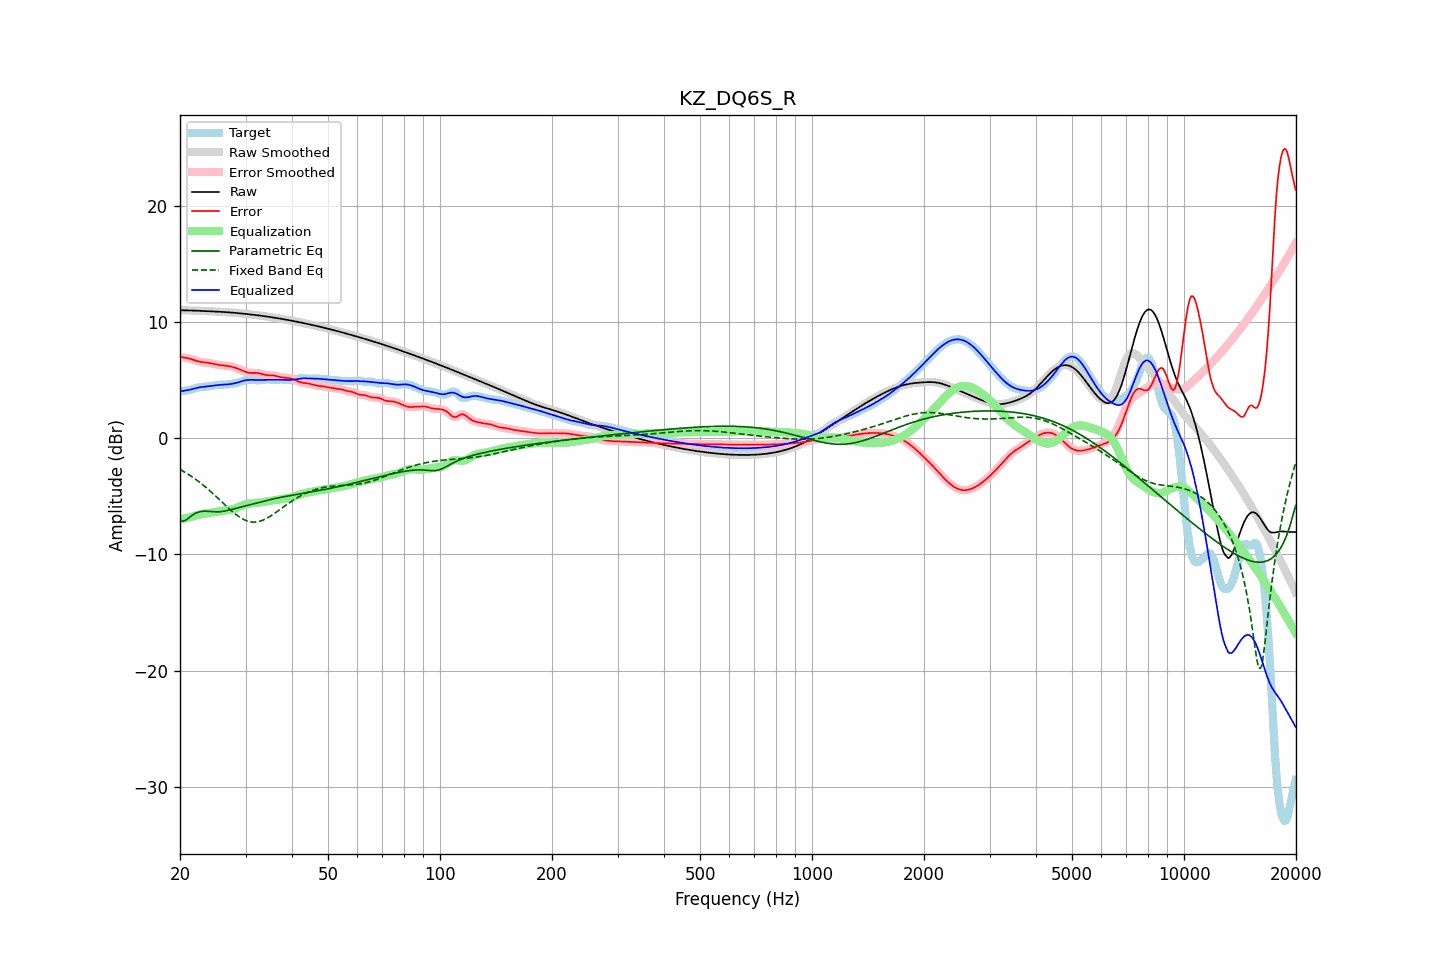 KZ_DQ6S_R
Target
Raw Smoothed
Error Smoothed
Raw
Error
Equalization
Parametric Eq
Fixed Band Eq
Equalized
Amplitude (dBr)
20
10
0
−10
−20
−30
20 50 100 200 500 1000 2000 5000 10000 20000
Frequency (Hz)